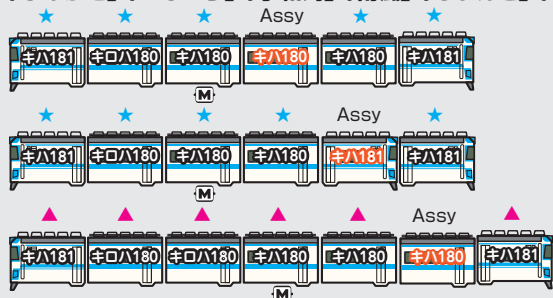 ★ ★ ★ Assy ★ ★
キハ181 キロハ180 キハ180 キハ180 キハ180 キハ181
M
★ ★ ★ ★ Assy ★
キハ181 キロハ180 キハ180 キハ180 キハ181 キハ181
M
▲ ▲ ▲ ▲ ▲ Assy ▲
キハ181 キロハ180 キロハ180 キハ180 キハ180 キハ180 キハ181
M